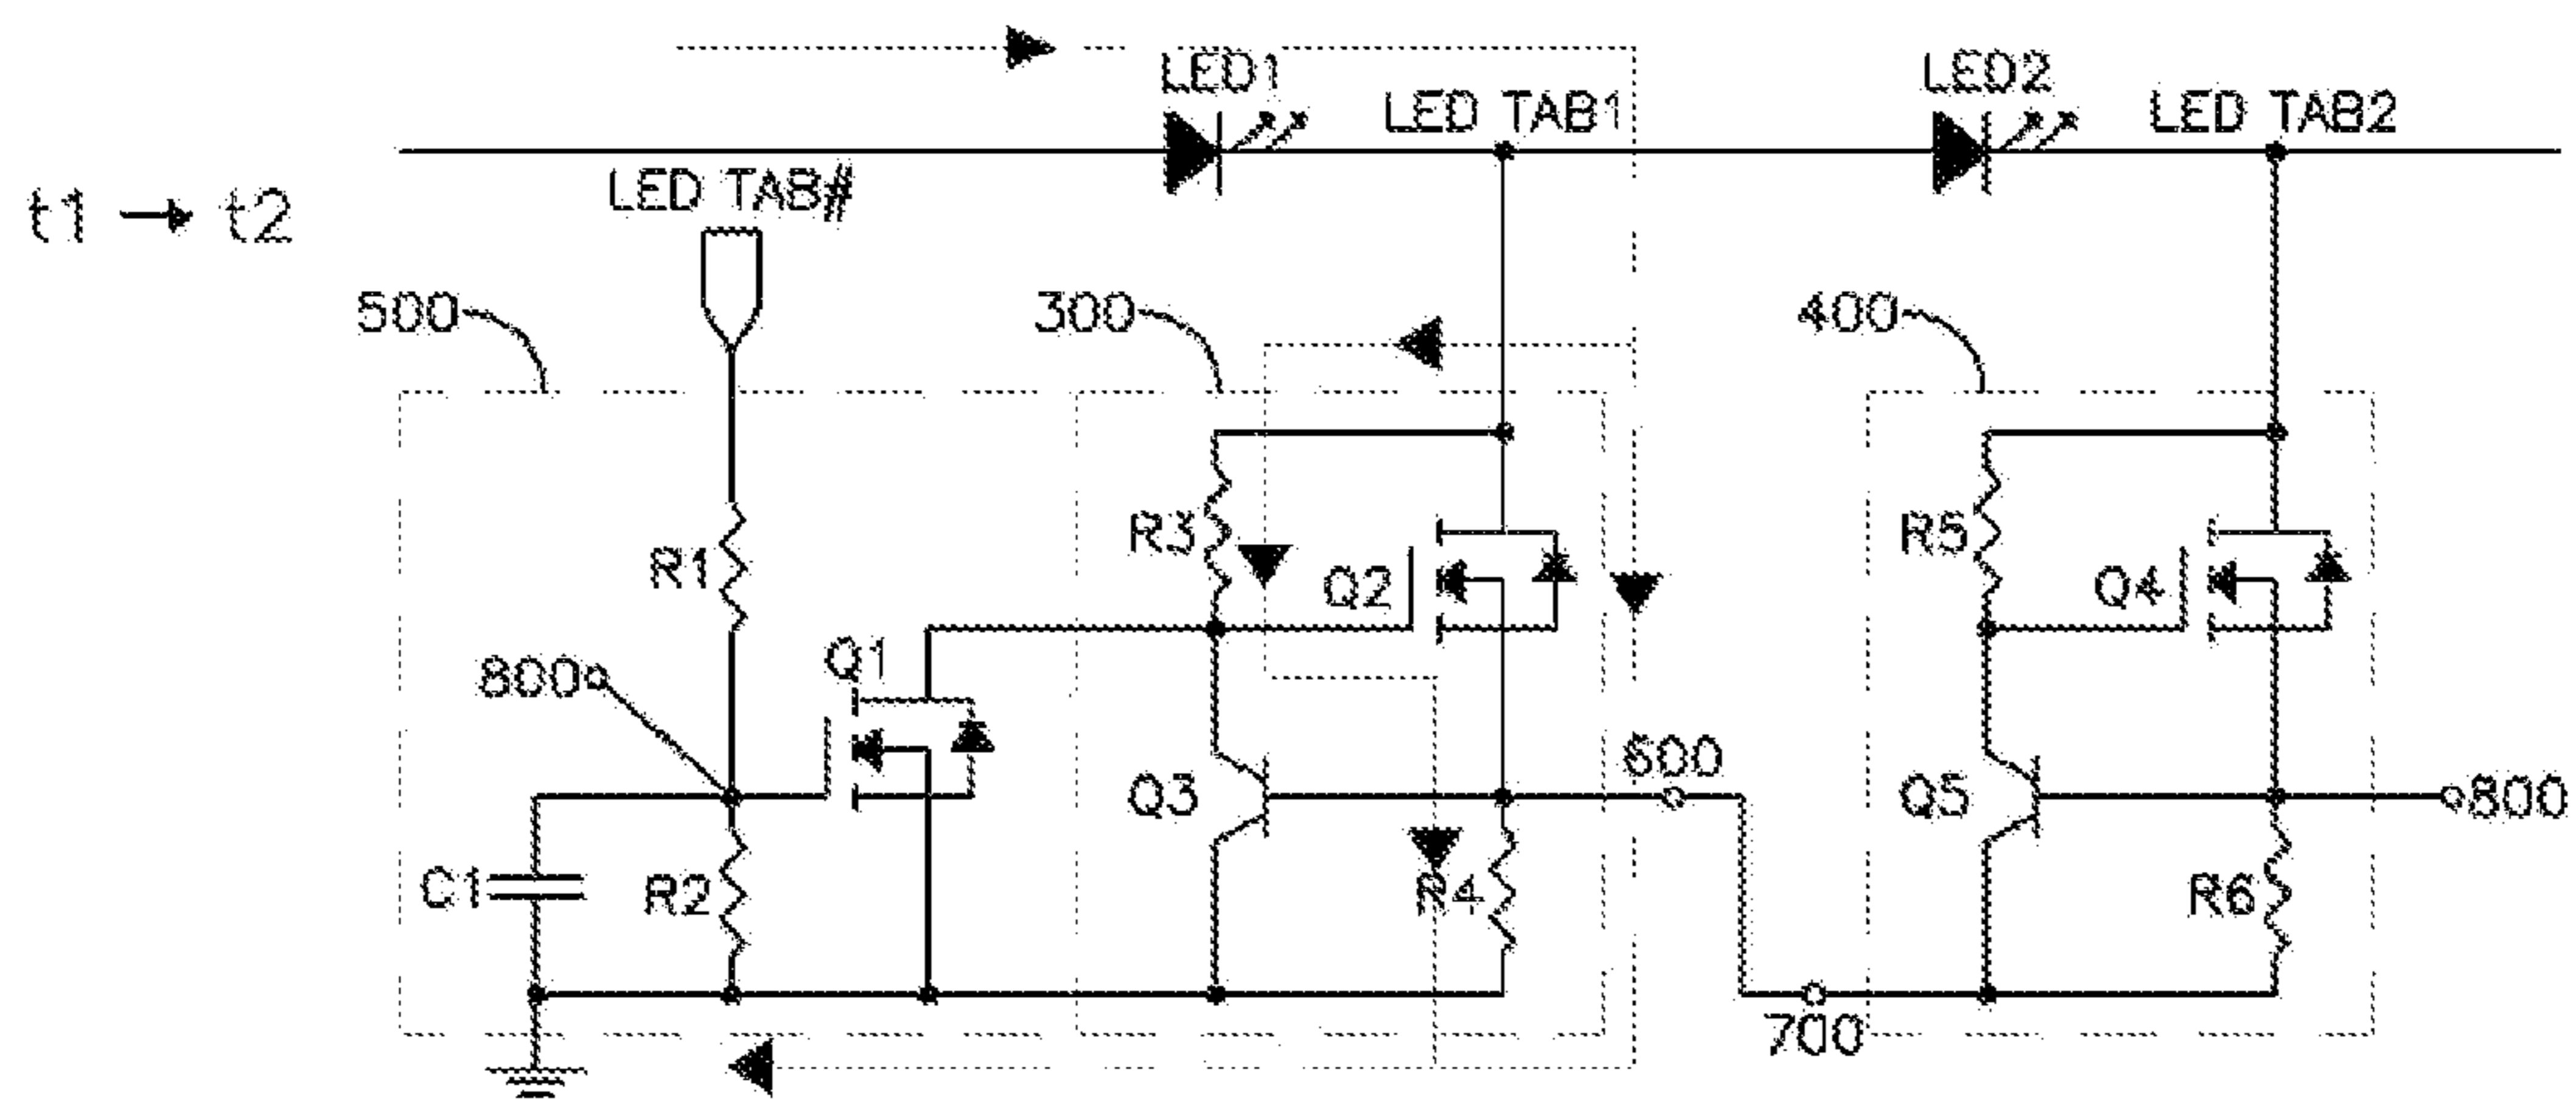 LED1
LED2
LED TAB1
LED TAB2
t1 → t2
LED TAB#
500
300
400
R1
R3
Q2
R5
Q4
800
Q1
Q3
600
Q5
800
C1
R2
R4
R6
700